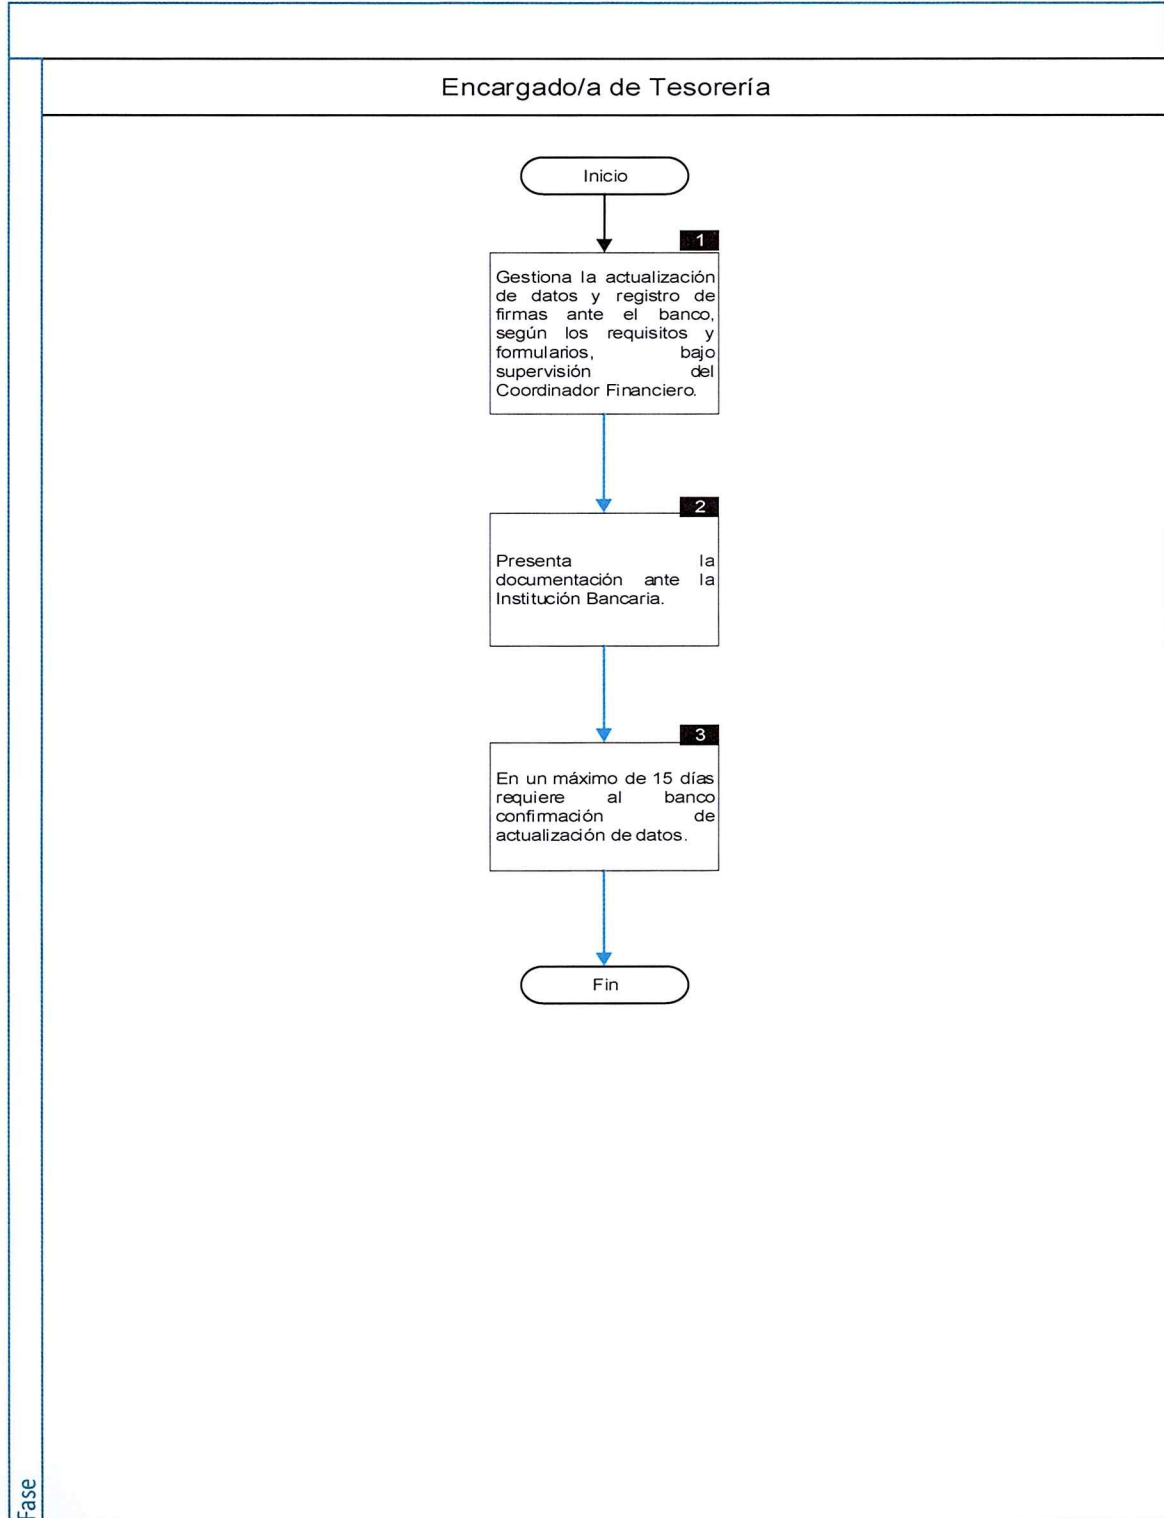 Encargado/a de Tesorería
Inicio
1
Gestiona la actualización
de datos y registro de
firmas ante el banco,
según los requisitos y
formularios, bajo
supervisión del
Coordinador Financiero.
2
Presenta la
documentación ante la
Institución Bancaria.
3
En un máximo de 15 días
requiere al banco
confirmación de
actualización de datos.
Fin
Fase